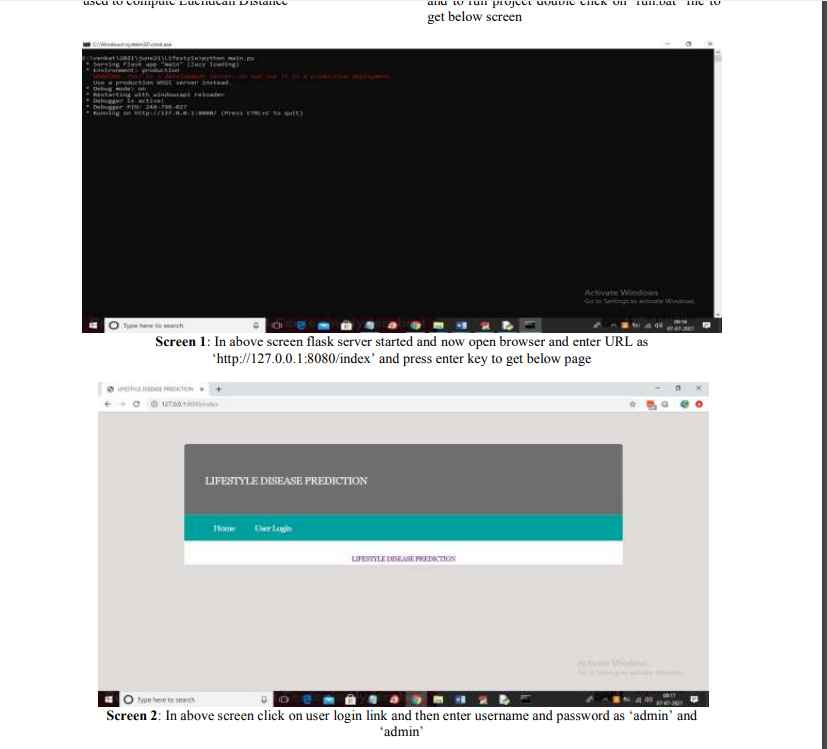 used to compute Euclidean Distance
and to run project double click on 'run.bat' file to
get below screen
C:\Windows\system32\cmd.exe
E:\venkat\2021\june21\Lifestyle>python main.py
* Serving Flask app "main" (lazy loading)
* Environment: production
WARNING: This is a development server. Do not use it in a production deployment.
Use a production WSGI server instead.
* Debug mode: on
* Restarting with windowsapi reloader
* Debugger is active!
* Debugger PIN:
* Running on http://127.0.0.1:8080/ (Press CTRL+C to quit)
Activate Windows
Go to Settings to activate Windows.
Type here to search
07-07-2021
Screen 1: In above screen flask server started and now open browser and enter URL as
‘http://127.0.0.1:8080/index’ and press enter key to get below page
LIFESTYLE DISEASE PREDICTION
127.0.0.1:8080/index
LIFESTYLE DISEASE PREDICTION
Home User Login
LIFESTYLE DISEASE PREDICTION
Activate Windows
Go to Settings to activate Windows.
Type here to search
07-07-2021
Screen 2: In above screen click on user login link and then enter username and password as ‘admin’ and
‘admin’